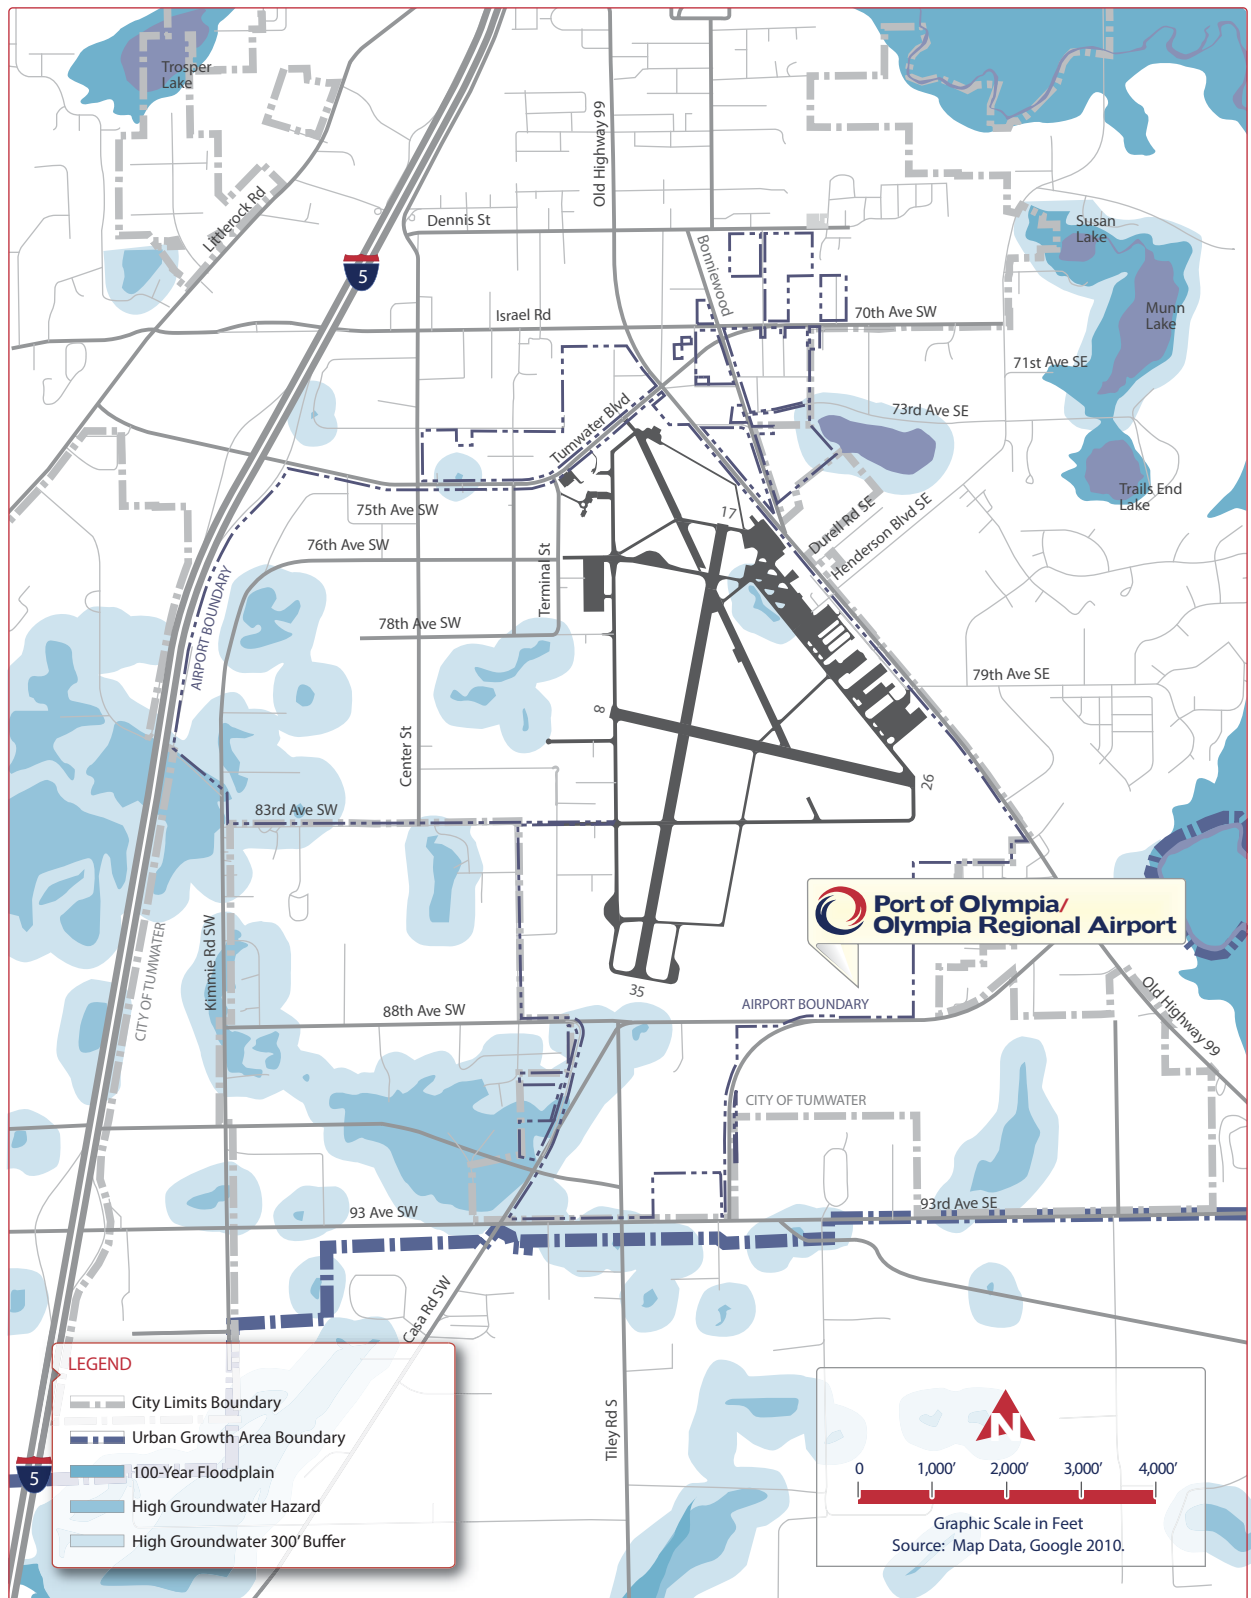 Trosper
Lake
Old Highway 99
Littlerock Rd
Dennis St
Susan
Lake
5
Bonniewood
Munn
Lake
Israel Rd
70th Ave SW
71st Ave SE
Tumwater Blvd
73rd Ave SE
Trails End
Lake
75th Ave SW
17
Durell Rd SE
Henderson Blvd SE
76th Ave SW
Terminal St
AIRPORT BOUNDARY
78th Ave SW
79th Ave SE
8
Center St
26
83rd Ave SW
Port of Olympia/
Olympia Regional Airport
CITY OF TUMWATER
Kimmie Rd SW
35
AIRPORT BOUNDARY
88th Ave SW
Old Highway 99
CITY OF TUMWATER
93 Ave SW
93rd Ave SE
Casa Rd SW
Tiley Rd S
LEGEND
City Limits Boundary
Urban Growth Area Boundary
100-Year Floodplain
High Groundwater Hazard
High Groundwater 300' Buffer
5
N
0 1,000' 2,000' 3,000' 4,000'
Graphic Scale in Feet
Source: Map Data, Google 2010.